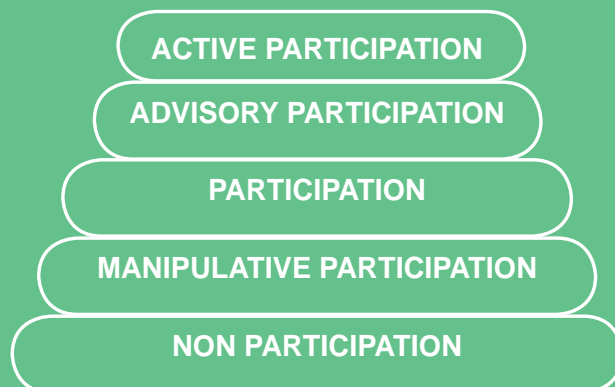 ACTIVE PARTICIPATION
ADVISORY PARTICIPATION
PARTICIPATION
MANIPULATIVE PARTICIPATION
NON PARTICIPATION